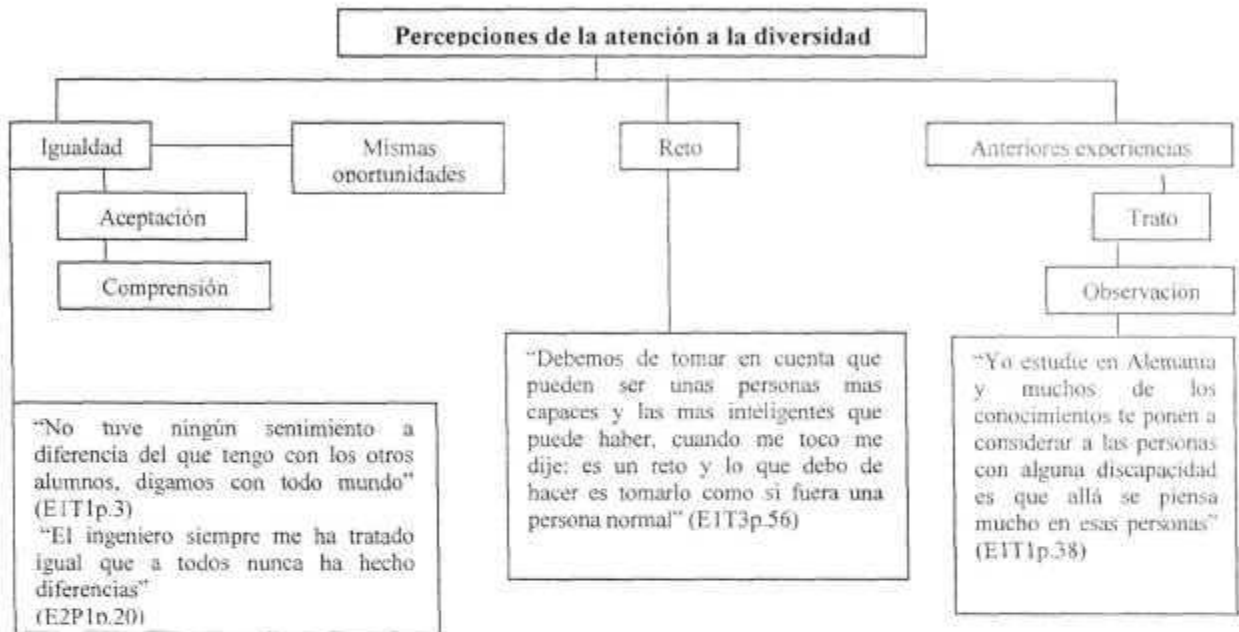 Percepciones de la atención a la diversidad
Igualdad
Mismas
oportunidades
Reto
Anteriores experiencias
Aceptación
Trato
Comprensión
Observacion
"No tuve ningún sentimiento a
diferencia del que tengo con los otros
alumnos, digamos con todo mundo"
(E1T1p.3)
"El ingeniero siempre me ha tratado
igual que a todos nunca ha hecho
diferencias"
(E2P1p.20)
"Debemos de tomar en cuenta que
pueden ser unas personas mas
capaces y las mas inteligentes que
puede haber, cuando me toco me
dije: es un reto y lo que debo de
hacer es tomarlo como si fuera una
persona normal" (E1T3p.56)
"Yo estudie en Alemania
y muchos de los
conocimientos te ponen a
considerar a las personas
con alguna discapacidad
es que allá se piensa
mucho en esas personas"
(E1T1p.38)